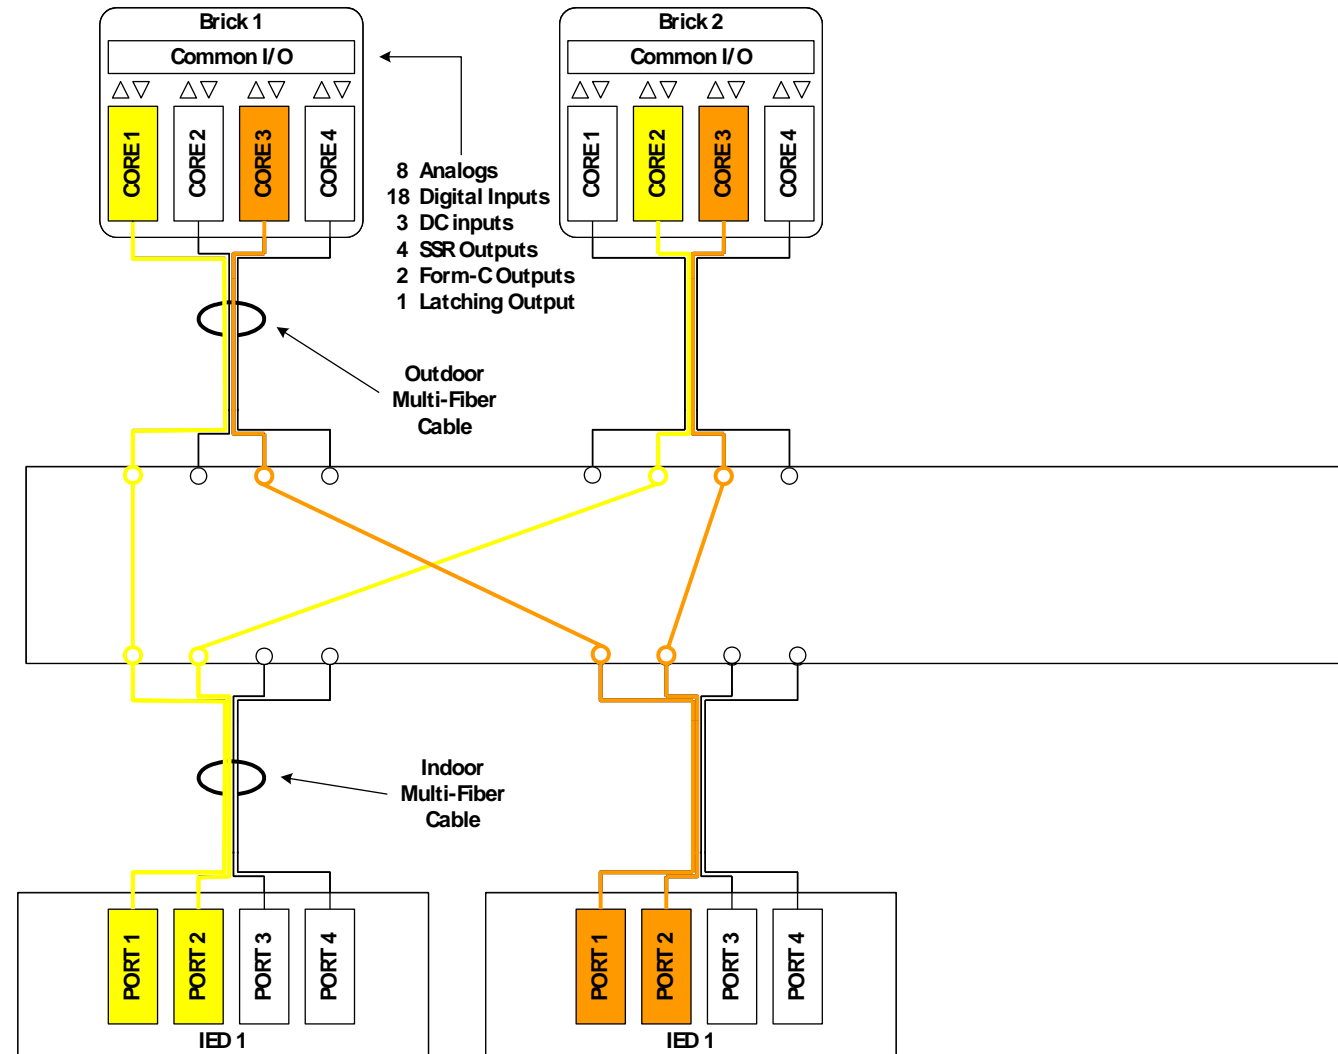 Brick 1
Common I/O
CORE 1
CORE 2
CORE 3
CORE 4
Brick 2
Common I/O
CORE 1
CORE 2
CORE 3
CORE 4
8 Analogs
18 Digital Inputs
3 DC inputs
4 SSR Outputs
2 Form-C Outputs
1 Latching Output
Outdoor
Multi-Fiber
Cable
Indoor
Multi-Fiber
Cable
PORT 1
PORT 2
PORT 3
PORT 4
IED 1
PORT 1
PORT 2
PORT 3
PORT 4
IED 1